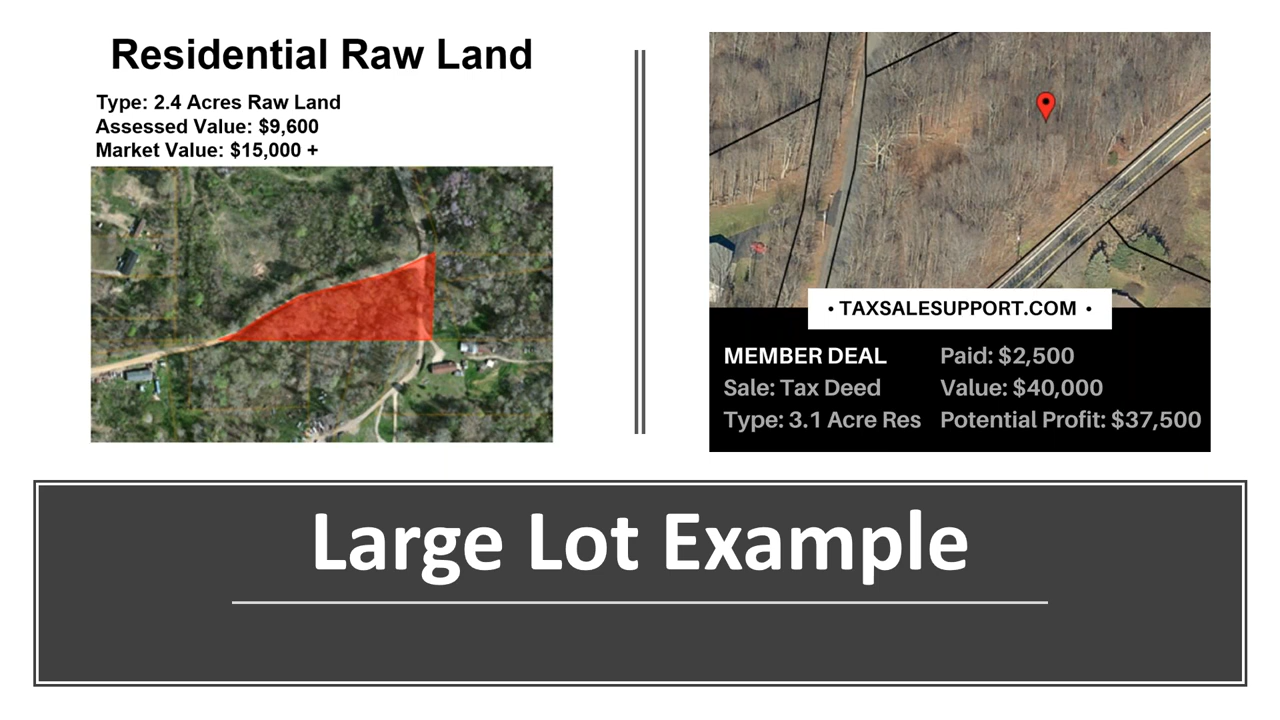 Residential Raw Land
Type: 2.4 Acres Raw Land
Assessed Value: $9,600
Market Value: $15,000 +
• TAXSALESUPPORT.COM •
MEMBER DEAL
Sale: Tax Deed
Type: 3.1 Acre Res
Paid: $2,500
Value: $40,000
Potential Profit: $37,500
Large Lot Example